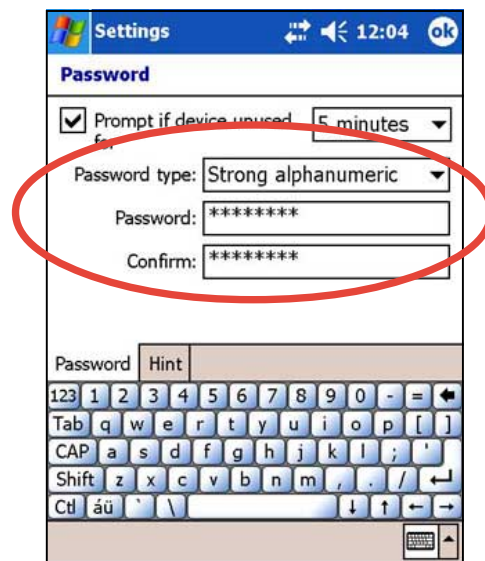 Settings 12:04 ok
Password
Prompt if device unused 5 minutes
for
Password type: Strong alphanumeric
Password: ********
Confirm: ********
Password Hint
123 1 2 3 4 5 6 7 8 9 0 - =
Tab q w e r t y u i o p [ ]
CAP a s d f g h j k l ; '
Shift z x c v b n m , . /
Ctl áü ` \